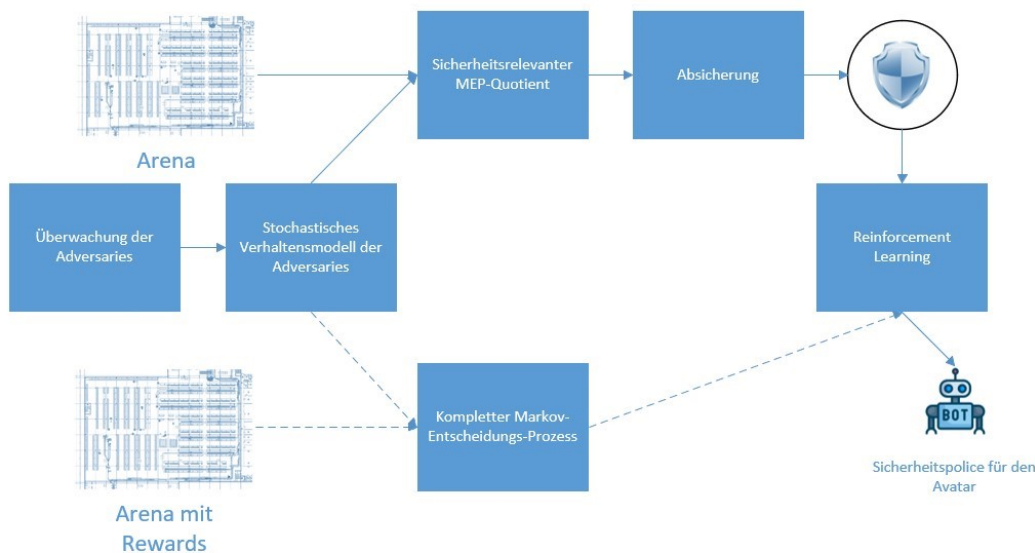 Sicherheitsrelevanter
MEP-Quotient
Absicherung
Arena
Überwachung der
Adversaries
Stochastisches
Verhaltensmodell der
Adversaries
Reinforcement
Learning
Kompletter Markov-
Entscheidungs-Prozess
BOT
Sicherheitspolice für den
Avatar
Arena mit
Rewards